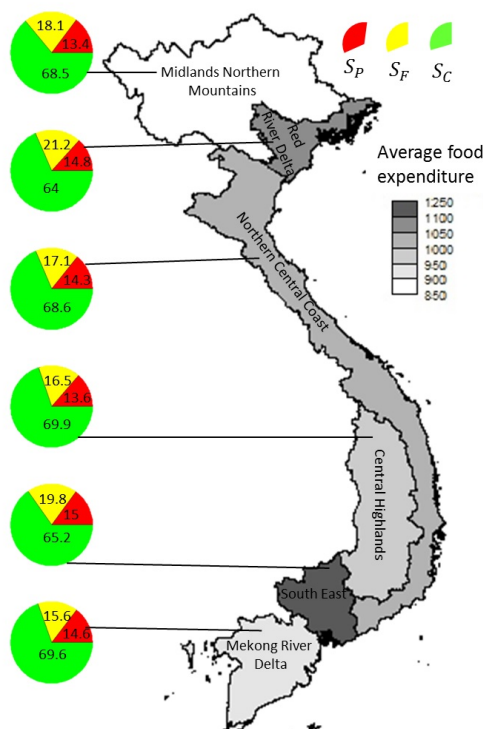 18.1
13.4
68.5
Midlands Northern
Mountains
S_P S_F S_C
21.2
14.8
64
Red
River Delta
Average food
expenditure
1250
1100
1050
1000
950
900
850
17.1
14.3
68.6
Northern Central Coast
16.5
13.6
69.9
Central Highlands
19.8
15
65.2
South East
15.6
14.6
69.6
Mekong River
Delta